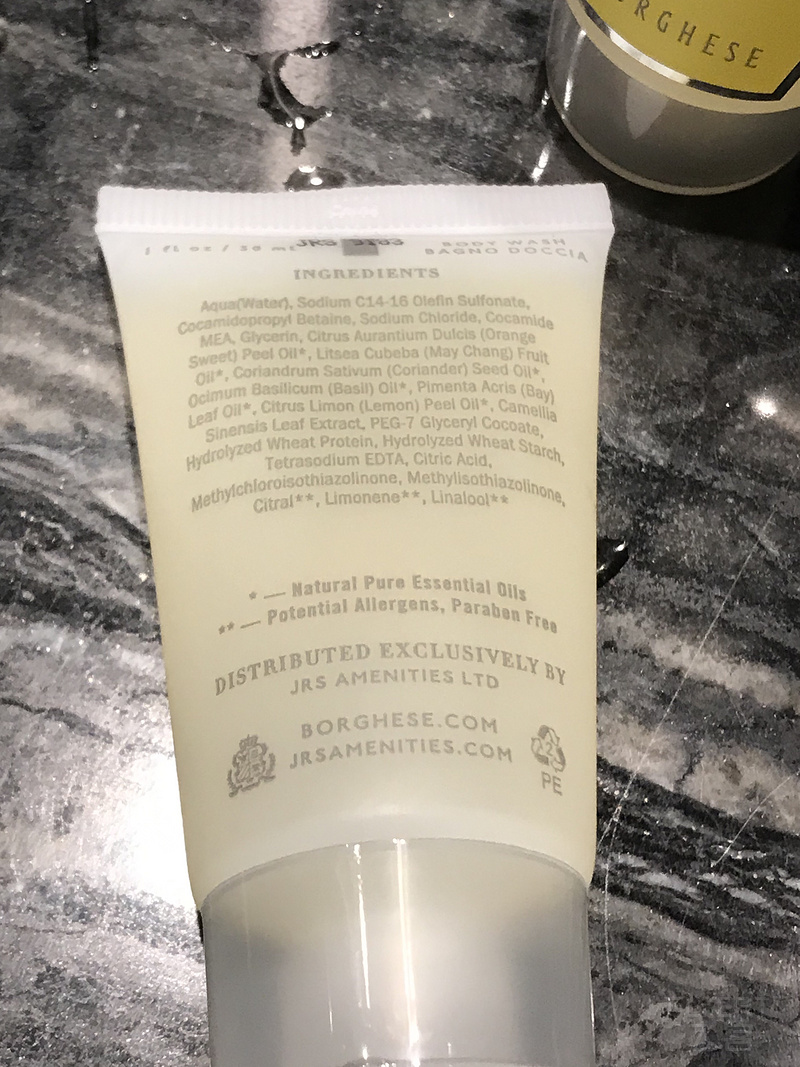 BORGHESE
1 fl oz / 30 ml
BODY WASH
BAGNO DOCCIA
INGREDIENTS
Aqua(Water), Sodium C14-16 Olefin Sulfonate,
Cocamidopropyl Betaine, Sodium Chloride, Cocamide
MEA, Glycerin, Citrus Aurantium Dulcis (Orange
Sweet) Peel Oil*, Litsea Cubeba (May Chang) Fruit
Oil*, Coriandrum Sativum (Coriander) Seed Oil*,
Ocimum Basilicum (Basil) Oil*, Pimenta Acris (Bay)
Leaf Oil*, Citrus Limon (Lemon) Peel Oil*, Camellia
Sinensis Leaf Extract, PEG-7 Glyceryl Cocoate,
Hydrolyzed Wheat Protein, Hydrolyzed Wheat Starch,
Tetrasodium EDTA, Citric Acid,
Methylchloroisothiazolinone, Methylisothiazolinone,
Citral**, Limonene**, Linalool**
* — Natural Pure Essential Oils
** — Potential Allergens, Paraben Free
DISTRIBUTED EXCLUSIVELY BY
JRS AMENITIES LTD
BORGHESE.COM
JRSAMENITIES.COM
PE